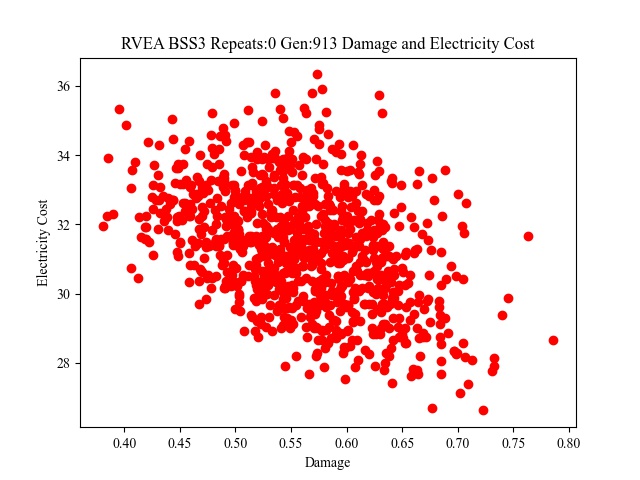 RVEA BSS3 Repeats:0 Gen:913 Damage and Electricity Cost
Electricity Cost
36
34
32
30
28
0.40 0.45 0.50 0.55 0.60 0.65 0.70 0.75 0.80
Damage